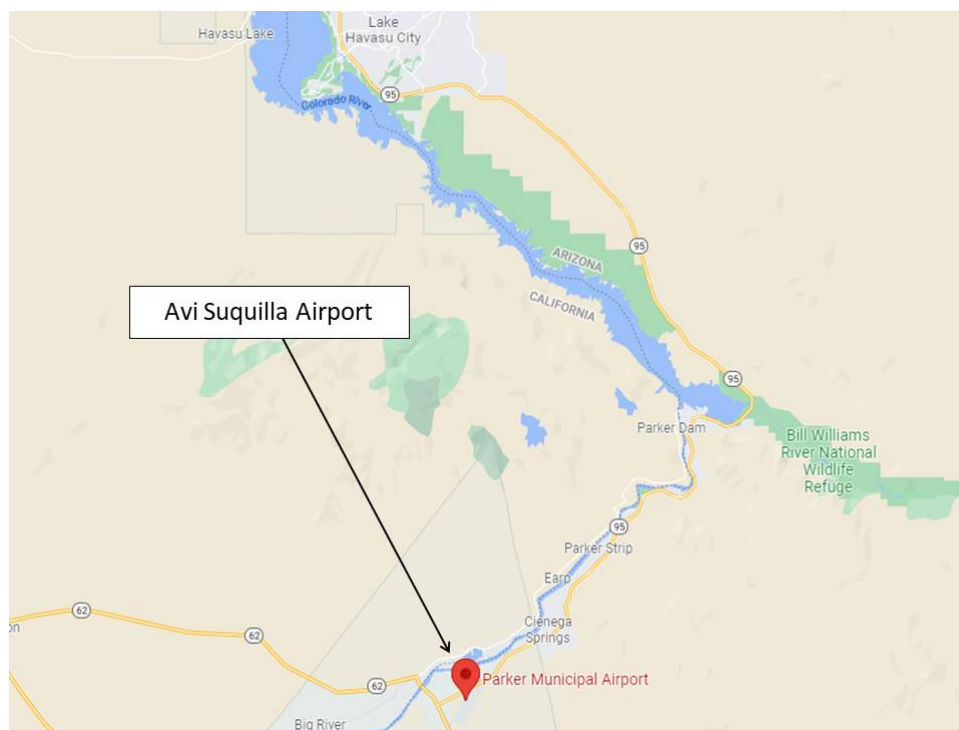 Lake
Havasu City
Havasu Lake
95
Colorado River
95
ARIZONA
CALIFORNIA
Avi Suquilla Airport
95
Parker Dam
Bill Williams
River National
Wildlife
Refuge
95
Parker Strip
Earp
62
Cienega
Springs
on
62
62
Parker Municipal Airport
Big River